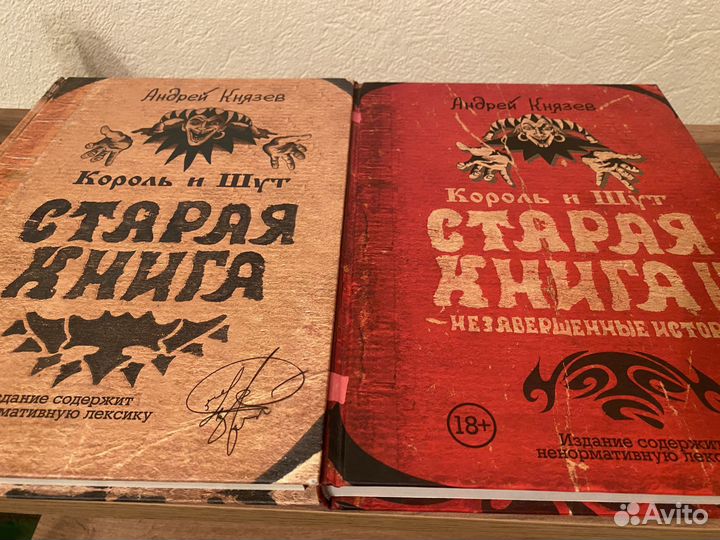 Андрей Князев
Король и Шут
СТАРАЯ
КНИГА
здание содержит
нормативную лексику
Андрей Князев
Король и Шут
СТАРАЯ
КНИГА
-НЕЗАВЕРШЕННЫЕ ИСТОР
18+
Издание содержит
ненормативную лекс
Avito